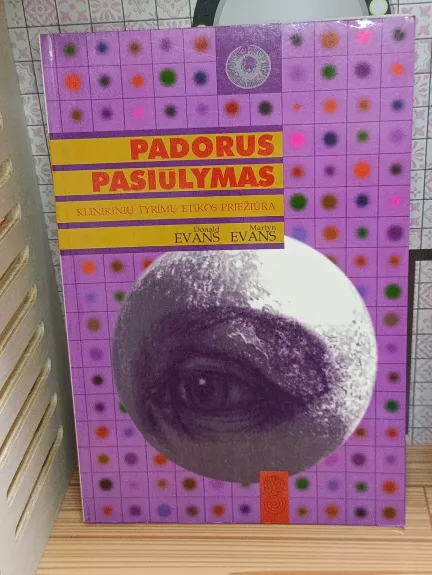 PADORUS
PASIULYMAS
KLINIKINIŲ TYRIMŲ ETIKOS PRIEŽIŪRA
Donald Martyn
EVANS EVANS